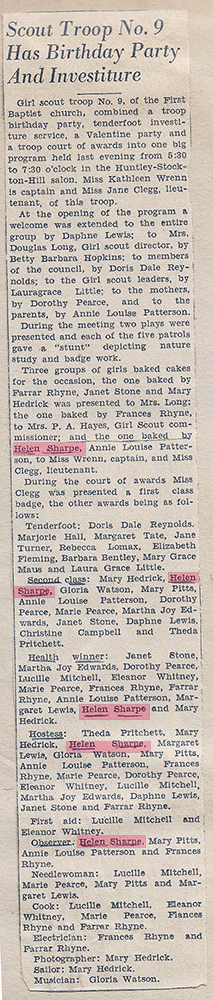 Scout Troop No. 9
Has Birthday Party
And Investiture
Girl scout troop No. 9, of the First
Baptist church, combined a troop
birthday party, tenderfoot investi-
ture service, a Valentine party and
a troop court of awards into one big
program held last evening from 5:30
to 7:30 o'clock in the Huntley-Stock-
ton-Hill salon. Miss Kathleen Wrenn
is captain and Miss Jane Clegg, lieu-
tenant, of this troop.
At the opening of the program a
welcome was extended to the entire
group by Daphne Lewis; to Mrs.
Douglas Long, Girl scout director, by
Betty Barbara Hopkins; to members
of the council, by Doris Dale Rey-
nolds; to the Girl scout leaders, by
Lauragrace Little; to the mothers,
by Dorothy Pearce, and to the
parents, by Annie Louise Patterson.
During the meeting two plays were
presented and each of the five patrols
gave a "stunt" depicting nature
study and badge work.
Three groups of girls baked cakes
for the occasion, the one baked by
Farrar Rhyne, Janet Stone and Mary
Hedrick was presented to Mrs. Long;
the one baked by Frances Rhyne,
to Mrs. P. A. Hayes, Girl Scout com-
missioner; and the one baked by
Helen Sharpe, Annie Louise Patter-
son, to Miss Wrenn, captain, and Miss
Clegg, lieutenant.
During the court of awards Miss
Clegg was presented a first class
badge, the other awards being as fol-
lows:
Tenderfoot: Doris Dale Reynolds.
Marjorie Hall, Margaret Tate, Jane
Turner, Rebecca Lomax, Elizabeth
Fleming, Barbara Bentley, Mary Grace
Maus and Laura Grace Little.
Second class: Mary Hedrick, Helen
Sharpe, Gloria Watson, Mary Pitts,
Annie Louise Patterson, Dorothy
Pearce, Marie Pearce, Martha Joy Ed-
wards, Janet Stone, Daphne Lewis,
Christine Campbell and Theda
Pritchett.
Health winner: Janet Stone,
Martha Joy Edwards, Dorothy Pearce,
Lucille Mitchell, Eleanor Whitney,
Marie Pearce, Frances Rhyne, Farrar
Rhyne, Annie Louise Patterson, Mar-
garet Lewis, Helen Sharpe and Mary
Hedrick.
Hostess: Theda Pritchett, Mary
Hedrick, Helen Sharpe, Margaret
Lewis, Gloria Watson, Mary Pitts,
Annie Louise Patterson, Frances
Rhyne, Marie Pearce, Dorothy Pearce,
Eleanor Whitney, Lucille Mitchell,
Martha Joy Edwards, Daphne Lewis,
Janet Stone and Farrar Rhyne.
First aid: Lucille Mitchell and
Eleanor Whitney.
Observer: Helen Sharpe, Mary Pitts,
Annie Louise Patterson and Frances
Rhyne.
Needlewoman: Lucille Mitchell,
Marie Pearce, Mary Pitts and Mar-
garet Lewis.
Cook: Lucille Mitchell, Eleanor
Whitney, Marie Pearce, Frances
Rhyne and Farrar Rhyne.
Electrician: Frances Rhyne and
Farrar Rhyne.
Photographer: Mary Hedrick.
Sailor: Mary Hedrick.
Musician: Gloria Watson.